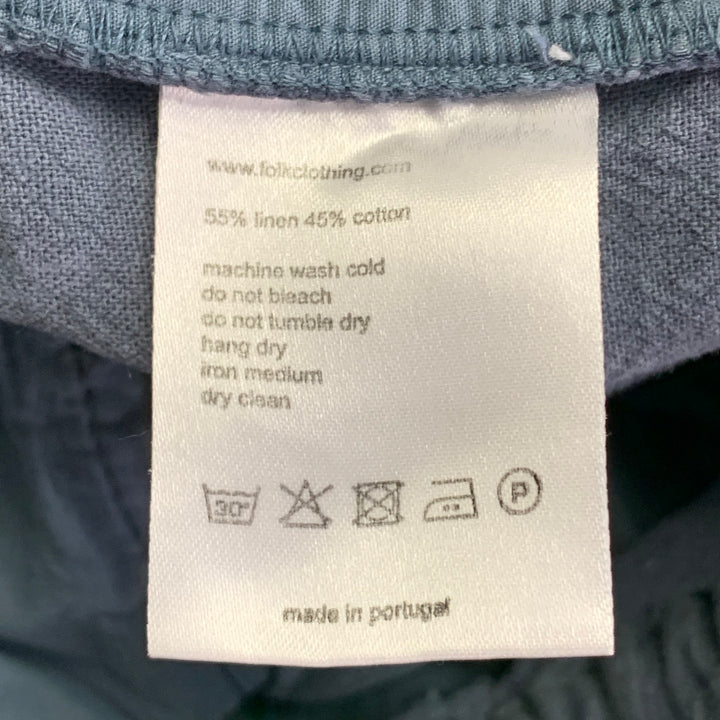 www.folkclothing.com
55% linen 45% cotton
machine wash cold
do not bleach
do not tumble dry
hang dry
iron medium
dry clean
30°
P
made in portugal